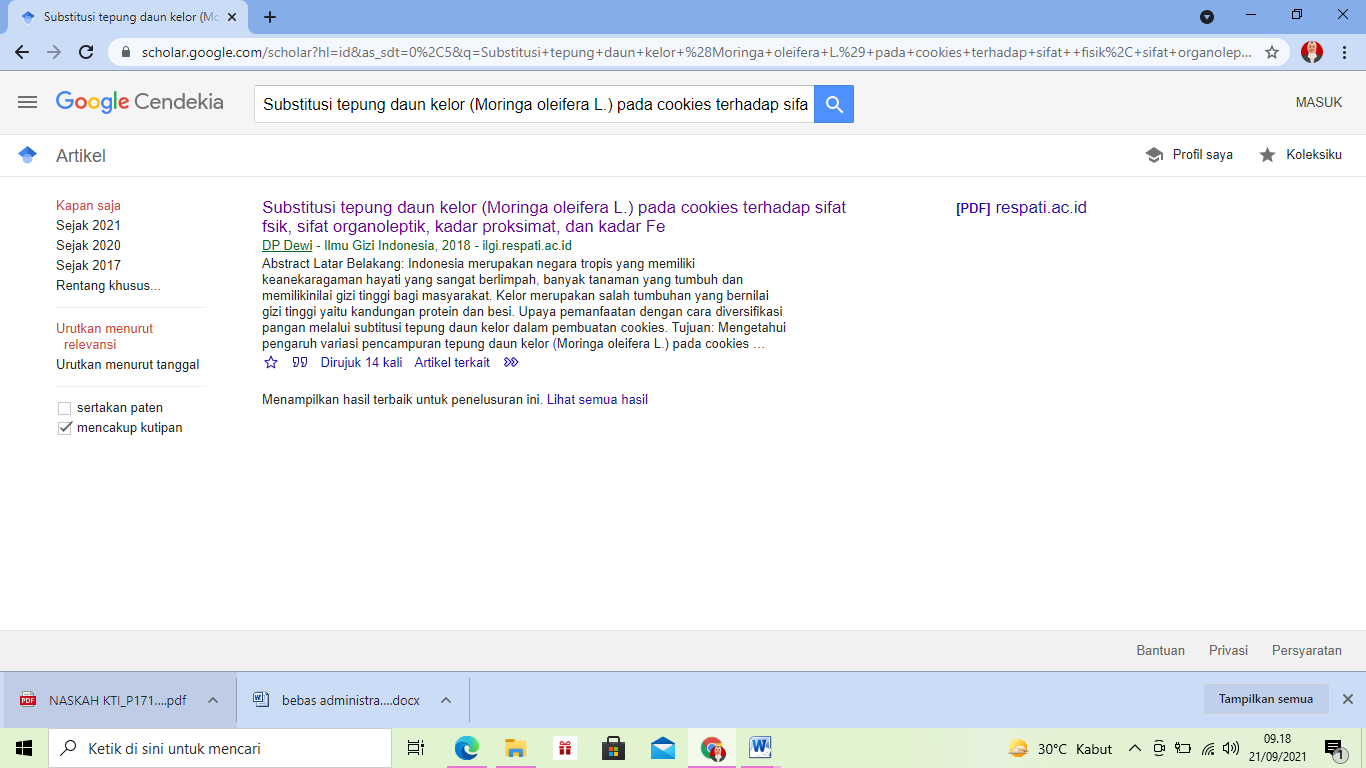 Substitusi tepung daun kelor (Mo
scholar.google.com/scholar?hl=id&as_sdt=0%2C5&q=Substitusi+tepung+daun+kelor+%28Moringa+oleifera+L.%29+pada+cookies+terhadap+sifat++fisik%2C+sifat+organolep...
Google Cendekia
Substitusi tepung daun kelor (Moringa oleifera L.) pada cookies terhadap sifa
MASUK
Artikel
Profil saya
Koleksiku
Kapan saja
Sejak 2021
Sejak 2020
Sejak 2017
Rentang khusus...
Urutkan menurut
relevansi
Urutkan menurut tanggal
sertakan paten
mencakup kutipan
Substitusi tepung daun kelor (Moringa oleifera L.) pada cookies terhadap sifat
fsik, sifat organoleptik, kadar proksimat, dan kadar Fe
DP Dewi - Ilmu Gizi Indonesia, 2018 - ilgi.respati.ac.id
Abstract Latar Belakang: Indonesia merupakan negara tropis yang memiliki
keanekaragaman hayati yang sangat berlimpah, banyak tanaman yang tumbuh dan
memilikinilai gizi tinggi bagi masyarakat. Kelor merupakan salah tumbuhan yang bernilai
gizi tinggi yaitu kandungan protein dan besi. Upaya pemanfaatan dengan cara diversifikasi
pangan melalui subtitusi tepung daun kelor dalam pembuatan cookies. Tujuan: Mengetahui
pengaruh variasi pencampuran tepung daun kelor (Moringa oleifera L.) pada cookies …
Dirujuk 14 kali Artikel terkait
Menampilkan hasil terbaik untuk penelusuran ini. Lihat semua hasil
[PDF] respati.ac.id
Bantuan Privasi Persyaratan
NASKAH KTI_P171....pdf
bebas administra....docx
Tampilkan semua
Ketik di sini untuk mencari
30°C Kabut
09.18
21/09/2021
1